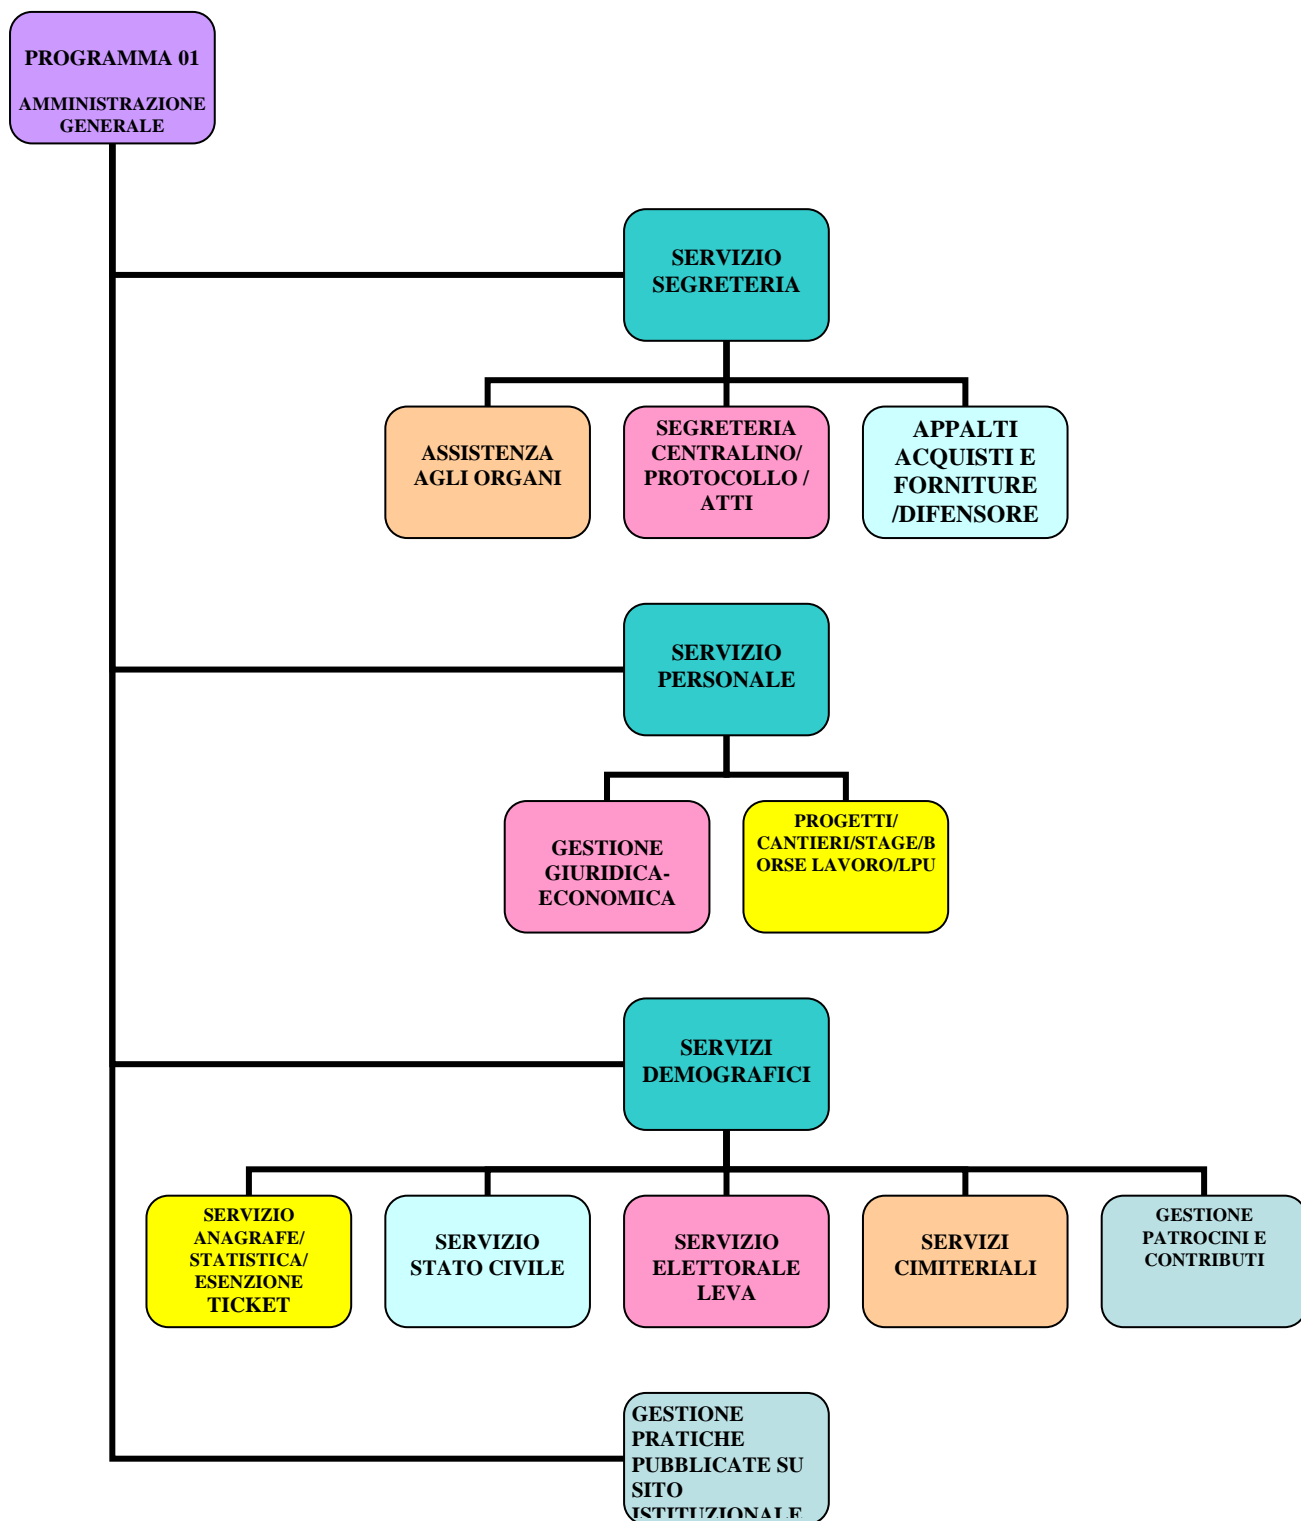 PROGRAMMA 01
AMMINISTRAZIONE
GENERALE
SERVIZIO
SEGRETERIA
ASSISTENZA
AGLI ORGANI
SEGRETERIA
CENTRALINO/
PROTOCOLLO /
ATTI
APPALTI
ACQUISTI E
FORNITURE
/DIFENSORE
SERVIZIO
PERSONALE
GESTIONE
GIURIDICA-
ECONOMICA
PROGETTI/
CANTIERI/STAGE/B
ORSE LAVORO/LPU
SERVIZI
DEMOGRAFICI
SERVIZIO
ANAGRAFE/
STATISTICA/
ESENZIONE
TICKET
SERVIZIO
STATO CIVILE
SERVIZIO
ELETTORALE
LEVA
SERVIZI
CIMITERIALI
GESTIONE
PATROCINI E
CONTRIBUTI
GESTIONE
PRATICHE
PUBBLICATE SU
SITO
ISTITUZIONALE